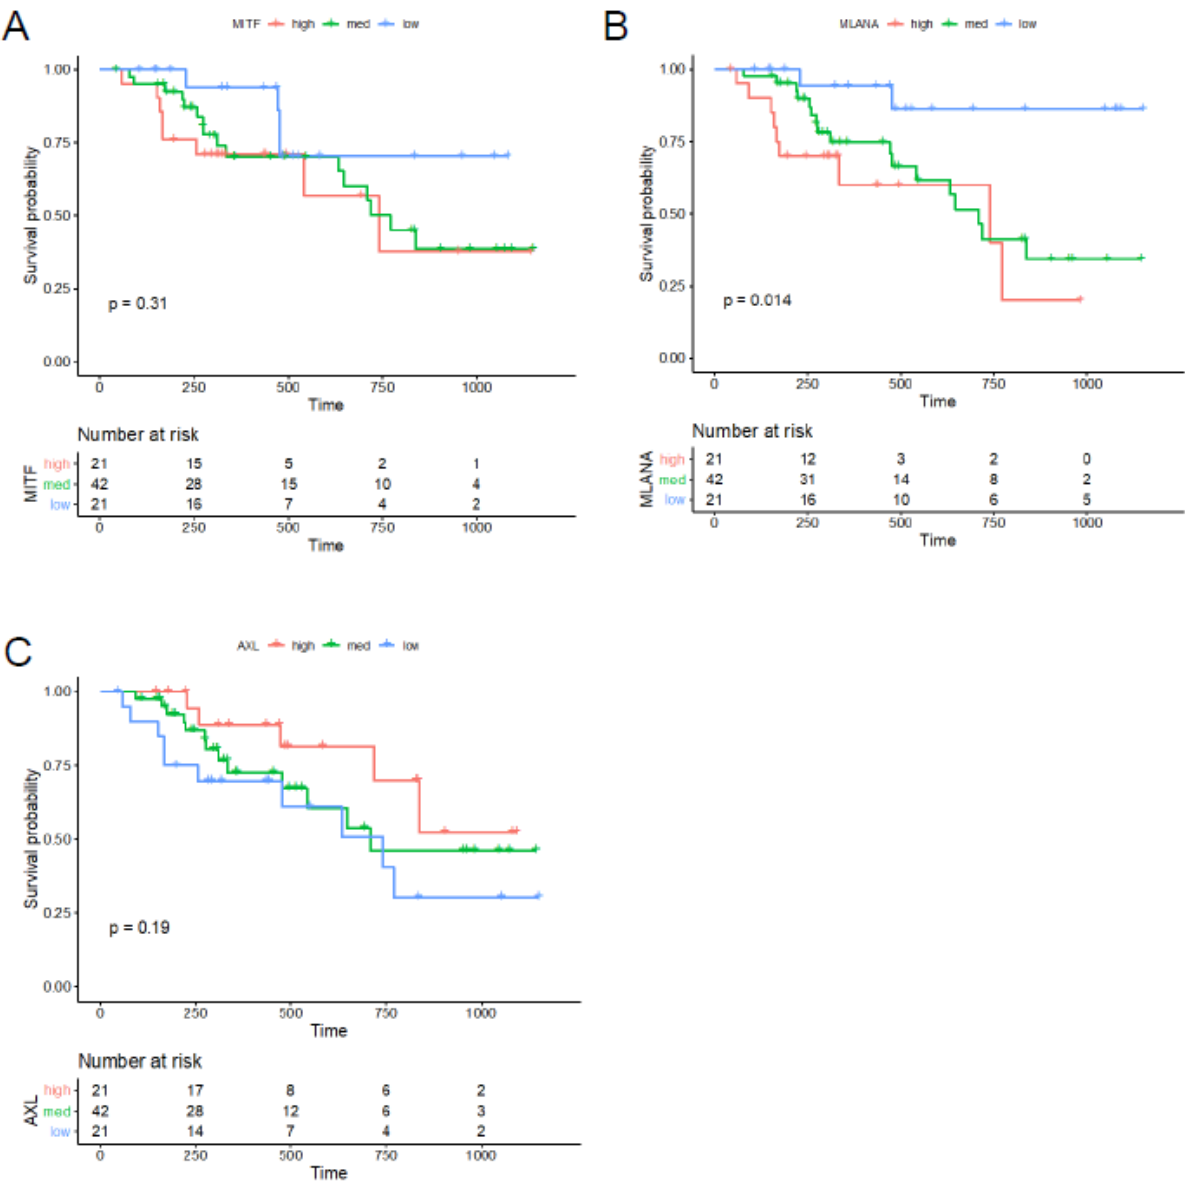 A
MITF high med low
Survival probability
1.00
0.75
0.50
0.25
0.00
p = 0.31
0 250 500 750 1000
Time
Number at risk
MITF
high 21 15 5 2 1
med 42 28 15 10 4
low 21 16 7 4 2
0 250 500 750 1000
Time
B
MLANA high med low
Survival probability
1.00
0.75
0.50
0.25
0.00
p = 0.014
0 250 500 750 1000
Time
Number at risk
MLANA
high 21 12 3 2 0
med 42 31 14 8 2
low 21 16 10 6 5
0 250 500 750 1000
Time
C
AXL high med low
Survival probability
1.00
0.75
0.50
0.25
0.00
p = 0.19
0 250 500 750 1000
Time
Number at risk
AXL
high 21 17 8 6 2
med 42 28 12 6 3
low 21 14 7 4 2
0 250 500 750 1000
Time